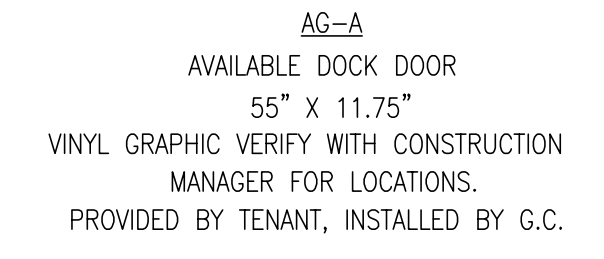 AG-A
AVAILABLE DOCK DOOR
55” X 11.75”
VINYL GRAPHIC VERIFY WITH CONSTRUCTION
MANAGER FOR LOCATIONS.
PROVIDED BY TENANT, INSTALLED BY G.C.